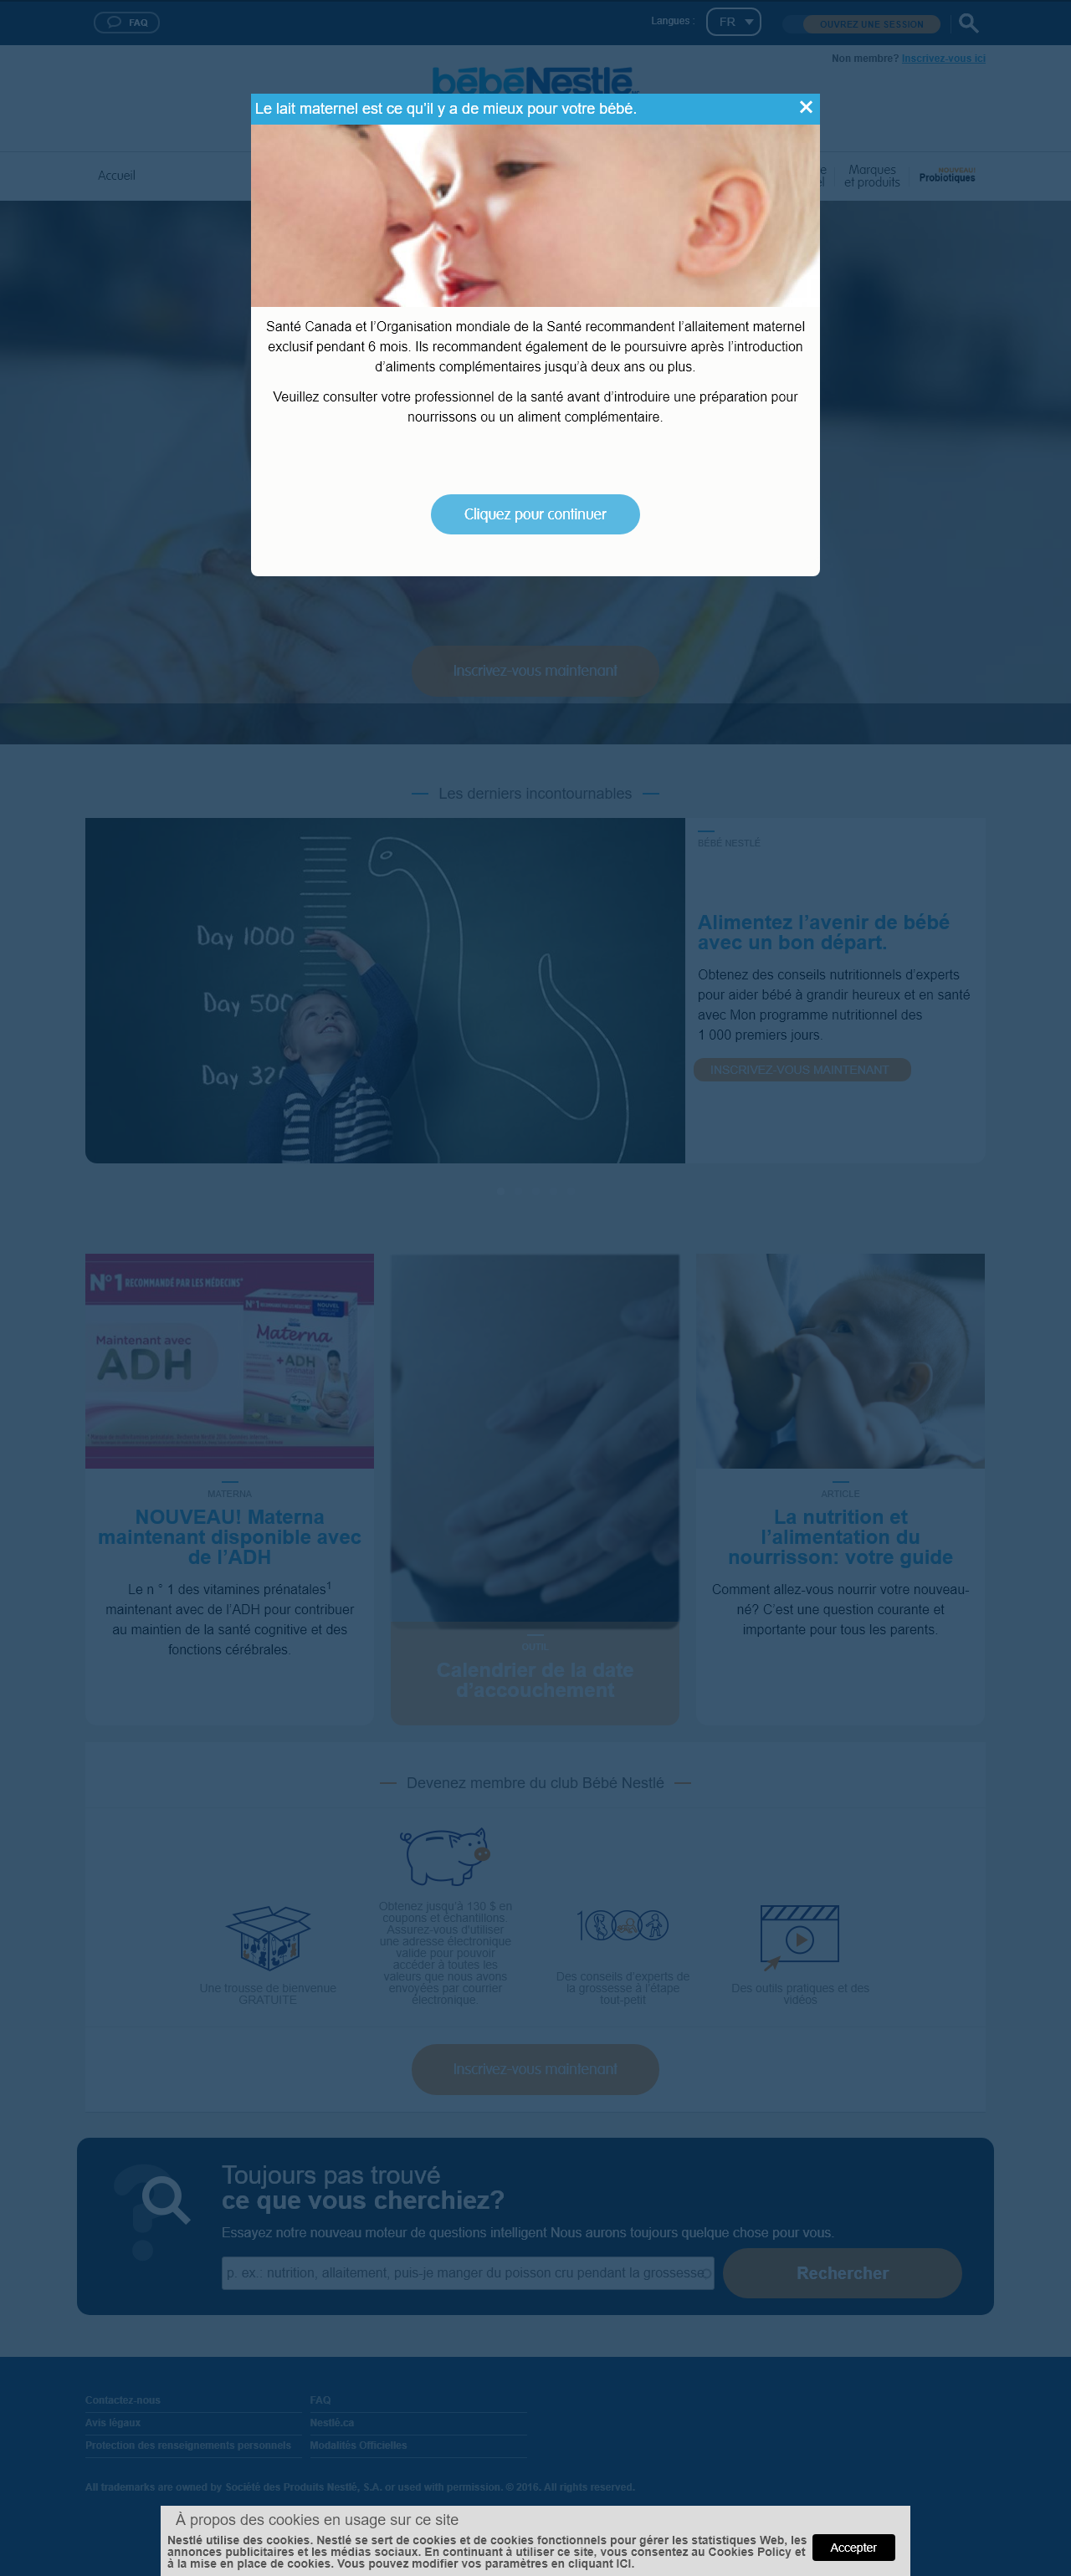 FAQ
Langues :
FR
OUVREZ UNE SESSION
Non membre? Inscrivez-vous ici
bébéNestlé
Le lait maternel est ce qu’il y a de mieux pour votre bébé.
Accueil
Marques
et produits
NOUVEAU!
Probiotiques
Santé Canada et l’Organisation mondiale de la Santé recommandent l’allaitement maternel
exclusif pendant 6 mois. Ils recommandent également de le poursuivre après l’introduction
d’aliments complémentaires jusqu’à deux ans ou plus.
Veuillez consulter votre professionnel de la santé avant d’introduire une préparation pour
nourrissons ou un aliment complémentaire.
Cliquez pour continuer
Inscrivez-vous maintenant
Les derniers incontournables
Day 1000
Day 500
Day 32
BÉBÉ NESTLÉ
Alimentez l’avenir de bébé
avec un bon départ.
Obtenez des conseils nutritionnels d’experts
pour aider bébé à grandir heureux et en santé
avec Mon programme nutritionnel des
1 000 premiers jours.
INSCRIVEZ-VOUS MAINTENANT
N°1 RECOMMANDÉ PAR LES MÉDECINS*
Maintenant avec
ADH
Materna
+ADH
MATERNA
NOUVEAU! Materna
maintenant disponible avec
de l’ADH
Le n ° 1 des vitamines prénatales¹
maintenant avec de l’ADH pour contribuer
au maintien de la santé cognitive et des
fonctions cérébrales.
OUTIL
Calendrier de la date
d’accouchement
ARTICLE
La nutrition et
l’alimentation du
nourrisson: votre guide
Comment allez-vous nourrir votre nouveau-
né? C’est une question courante et
importante pour tous les parents.
Devenez membre du club Bébé Nestlé
Une trousse de bienvenue
GRATUITE
Obtenez jusqu’à 130 $ en
coupons et échantillons.
Assurez-vous d’utiliser
une adresse électronique
valide pour pouvoir
accéder à toutes les
valeurs que nous avons
envoyées par courrier
électronique.
Des conseils d’experts de
la grossesse à l’étape
tout-petit
Des outils pratiques et des
vidéos
Inscrivez-vous maintenant
Toujours pas trouvé
ce que vous cherchiez?
Essayez notre nouveau moteur de questions intelligent Nous aurons toujours quelque chose pour vous.
p. ex.: nutrition, allaitement, puis-je manger du poisson cru pendant la grossesse
Rechercher
Contactez-nous
FAQ
Avis légaux
Nestlé.ca
Protection des renseignements personnels
Modalités Officielles
All trademarks are owned by Société des Produits Nestlé, S.A. or used with permission. © 2016. All rights reserved.
À propos des cookies en usage sur ce site
Nestlé utilise des cookies. Nestlé se sert de cookies et de cookies fonctionnels pour gérer les statistiques Web, les
annonces publicitaires et les médias sociaux. En continuant à utiliser ce site, vous consentez au Cookies Policy et
à la mise en place de cookies. Vous pouvez modifier vos paramètres en cliquant ICI.
Accepter